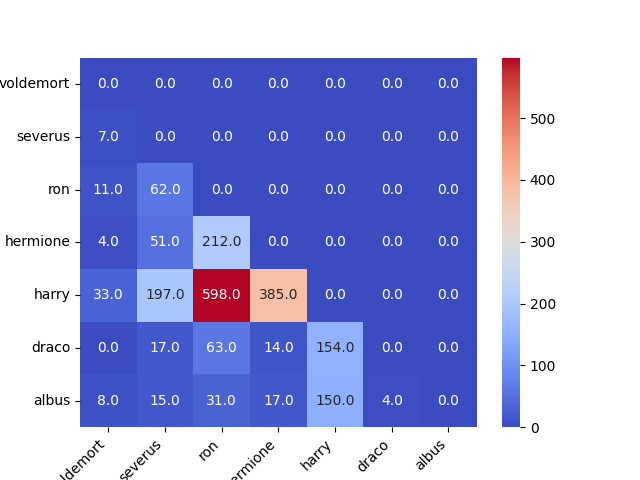 voldemort 0.0 0.0 0.0 0.0 0.0 0.0 0.0
severus 7.0 0.0 0.0 0.0 0.0 0.0 0.0
ron 11.0 62.0 0.0 0.0 0.0 0.0 0.0
hermione 4.0 51.0 212.0 0.0 0.0 0.0 0.0
harry 33.0 197.0 598.0 385.0 0.0 0.0 0.0
draco 0.0 17.0 63.0 14.0 154.0 0.0 0.0
albus 8.0 15.0 31.0 17.0 150.0 4.0 0.0
ldemort severus ron ermione harry draco albus
500
400
300
200
100
0